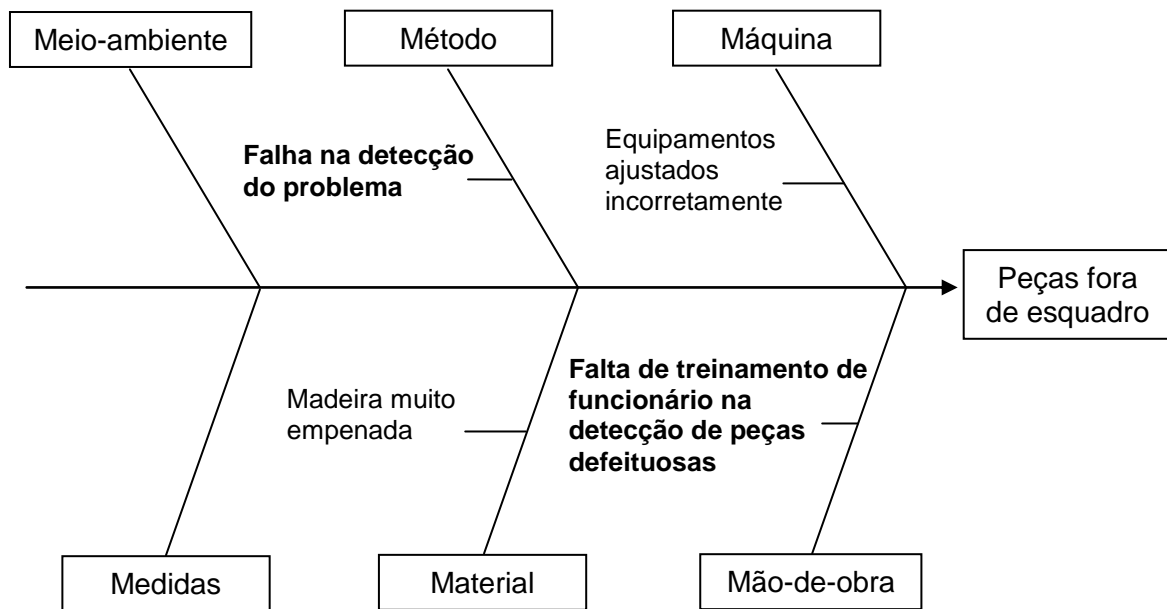 Meio-ambiente
Método
Máquina
Falha na detecção
do problema
Equipamentos
ajustados
incorretamente
Peças fora
de esquadro
Madeira muito
empenada
Falta de treinamento de
funcionário na
detecção de peças
defeituosas
Medidas
Material
Mão-de-obra